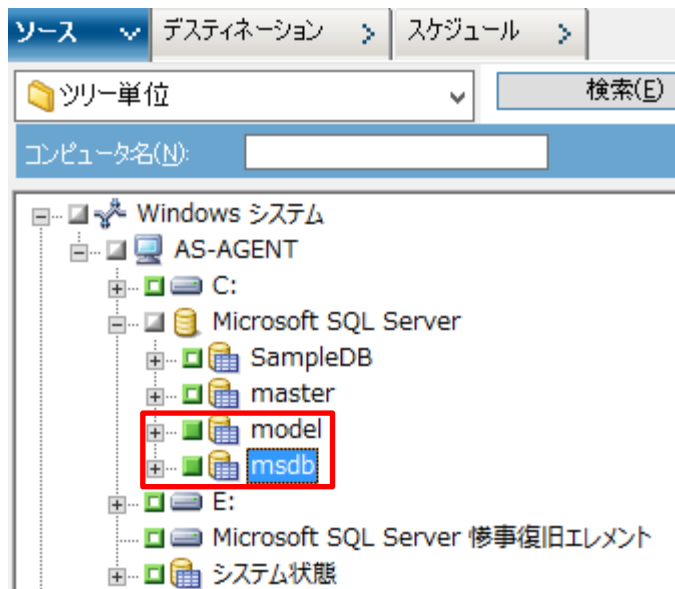 ソース デスティネーション スケジュール
ツリー単位 検索(E)
コンピュータ名(N):
Windows システム
AS-AGENT
C:
Microsoft SQL Server
SampleDB
master
model
msdb
E:
Microsoft SQL Server 惨事復旧エレメント
システム状態